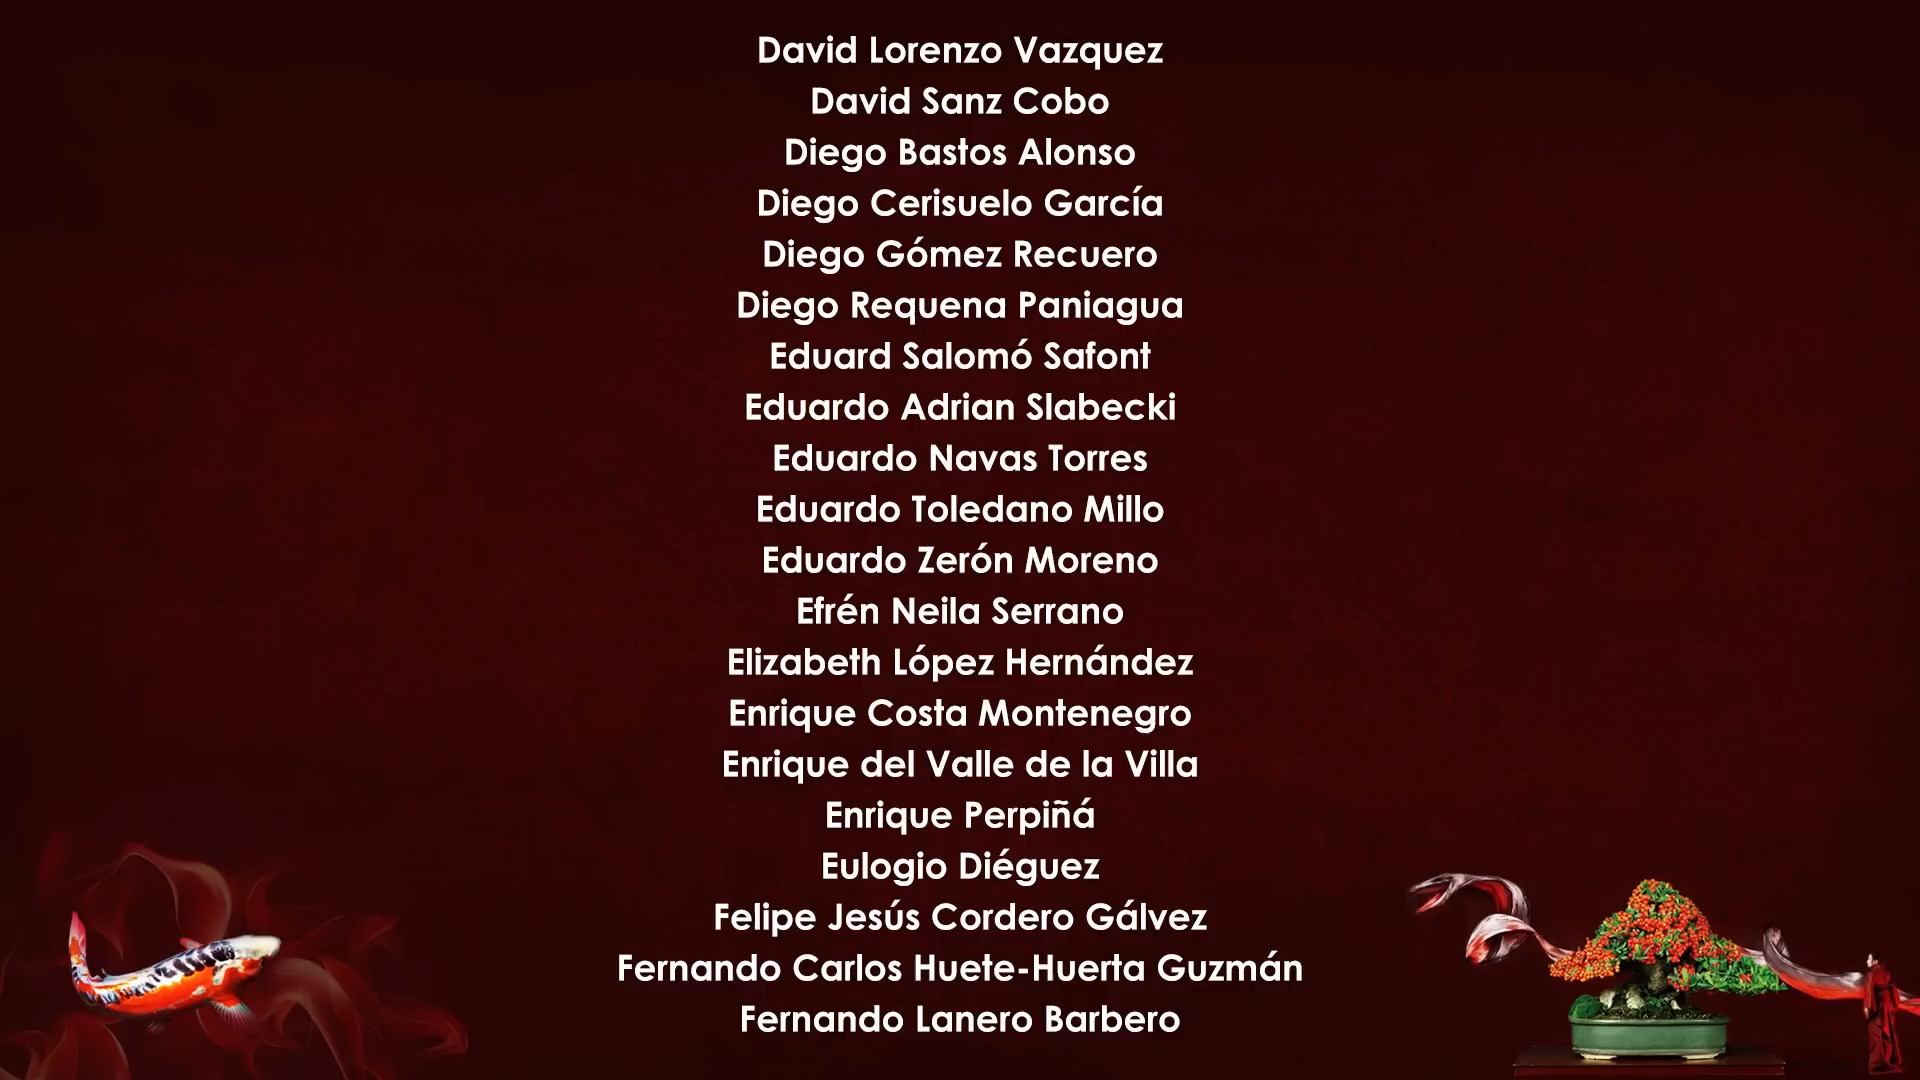 David Lorenzo Vazquez
David Sanz Cobo
Diego Bastos Alonso
Diego Cerisuelo García
Diego Gómez Recuero
Diego Requena Paniagua
Eduard Salomó Safont
Eduardo Adrian Slabecki
Eduardo Navas Torres
Eduardo Toledano Millo
Eduardo Zerón Moreno
Efrén Neila Serrano
Elizabeth López Hernández
Enrique Costa Montenegro
Enrique del Valle de la Villa
Enrique Perpiñá
Eulogio Diéguez
Felipe Jesús Cordero Gálvez
Fernando Carlos Huete-Huerta Guzmán
Fernando Lanero Barbero